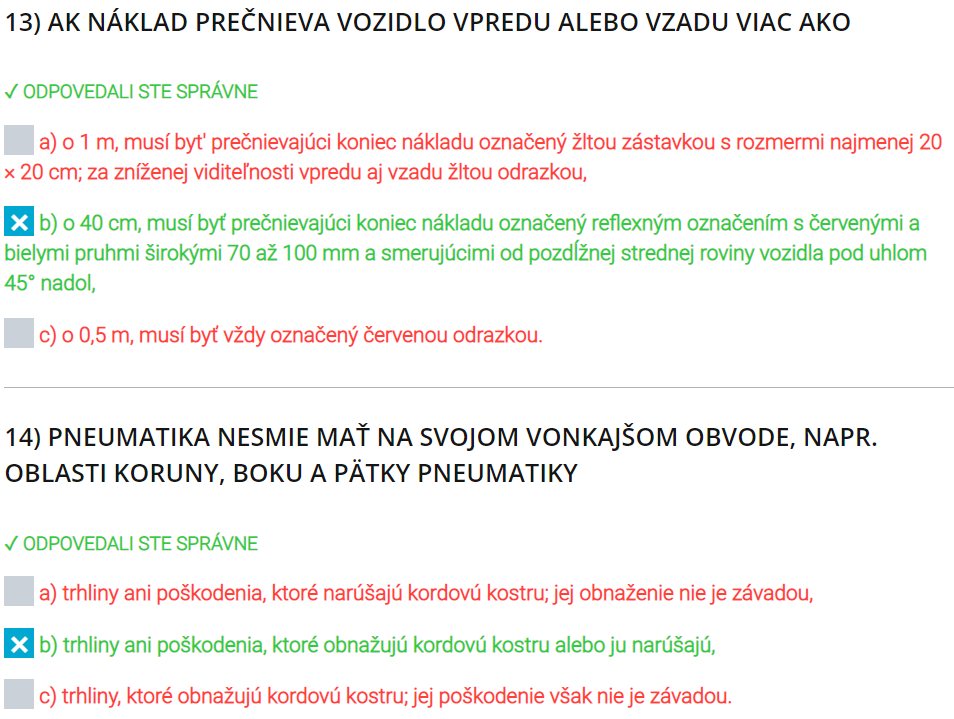 13) AK NÁKLAD PREČNIEVA VOZIDLO VPREDU ALEBO VZADU VIAC AKO
✓ ODPOVEDALI STE SPRÁVNE
a) o 1 m, musí byt' prečnievajúci koniec nákladu označený žltou zástavkou s rozmermi najmenej 20
× 20 cm; za zníženej viditeľnosti vpredu aj vzadu žltou odrazkou,
b) o 40 cm, musí byť prečnievajúci koniec nákladu označený reflexným označením s červenými a
bielymi pruhmi širokými 70 až 100 mm a smerujúcimi od pozdĺžnej strednej roviny vozidla pod uhlom
45° nadol,
c) o 0,5 m, musí byť vždy označený červenou odrazkou.
14) PNEUMATIKA NESMIE MAŤ NA SVOJOM VONKAJŠOM OBVODE, NAPR.
OBLASTI KORUNY, BOKU A PÄTKY PNEUMATIKY
✓ ODPOVEDALI STE SPRÁVNE
a) trhliny ani poškodenia, ktoré narúšajú kordovú kostru; jej obnaženie nie je závadou,
b) trhliny ani poškodenia, ktoré obnažujú kordovú kostru alebo ju narúšajú,
c) trhliny, ktoré obnažujú kordovú kostru; jej poškodenie však nie je závadou.